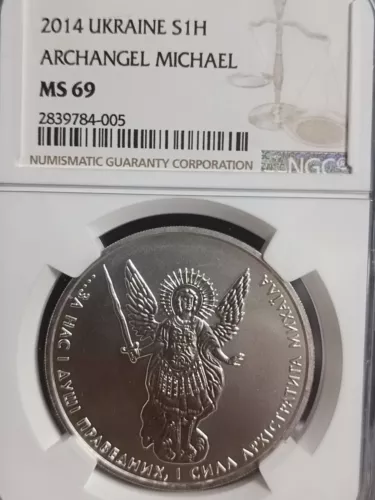 2014 UKRAINE S1H
ARCHANGEL MICHAEL
MS 69
2839784-005
NUMISMATIC GUARANTY CORPORATION
NGC
...ЗА НАС І ДУШІ ПРАВЕДНИХ, І СИЛА АРХІСТРАТИГА МИХАЇЛА